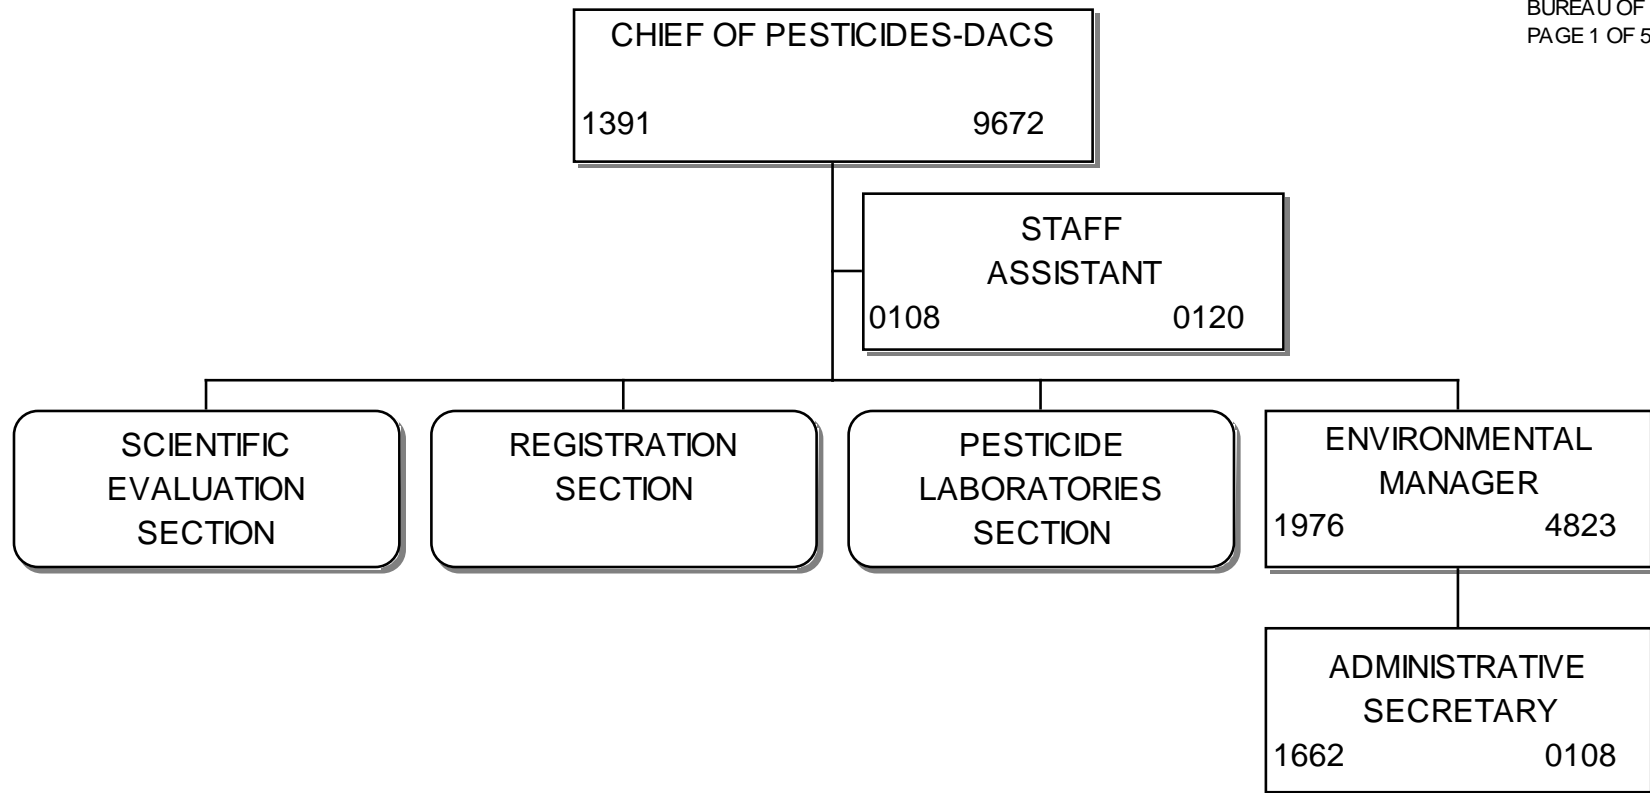 BUREAU OF
PAGE 1 OF 5
CHIEF OF PESTICIDES-DACS
1391 9672
STAFF
ASSISTANT
0108 0120
SCIENTIFIC
EVALUATION
SECTION
REGISTRATION
SECTION
PESTICIDE
LABORATORIES
SECTION
ENVIRONMENTAL
MANAGER
1976 4823
ADMINISTRATIVE
SECRETARY
1662 0108